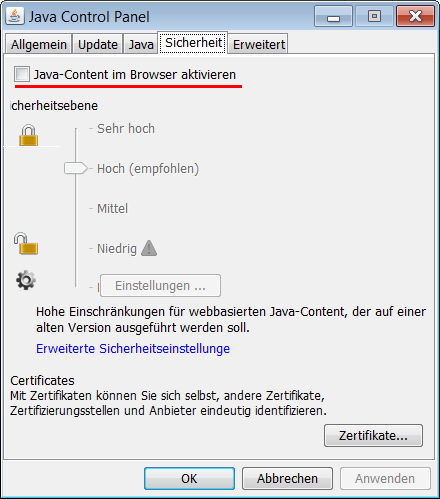 Java Control Panel
Allgemein Update Java Sicherheit Erweitert
Java-Content im Browser aktivieren
icherheitsebene
Sehr hoch
Hoch (empfohlen)
Mittel
Niedrig
Einstellungen ...
Hohe Einschränkungen für webbasierten Java-Content, der auf einer
alten Version ausgeführt werden soll.
Erweiterte Sicherheitseinstellunge
Certificates
Mit Zertifikaten können Sie sich selbst, andere Zertifikate,
Zertifizierungsstellen und Anbieter eindeutig identifizieren.
Zertifikate...
OK Abbrechen Anwenden